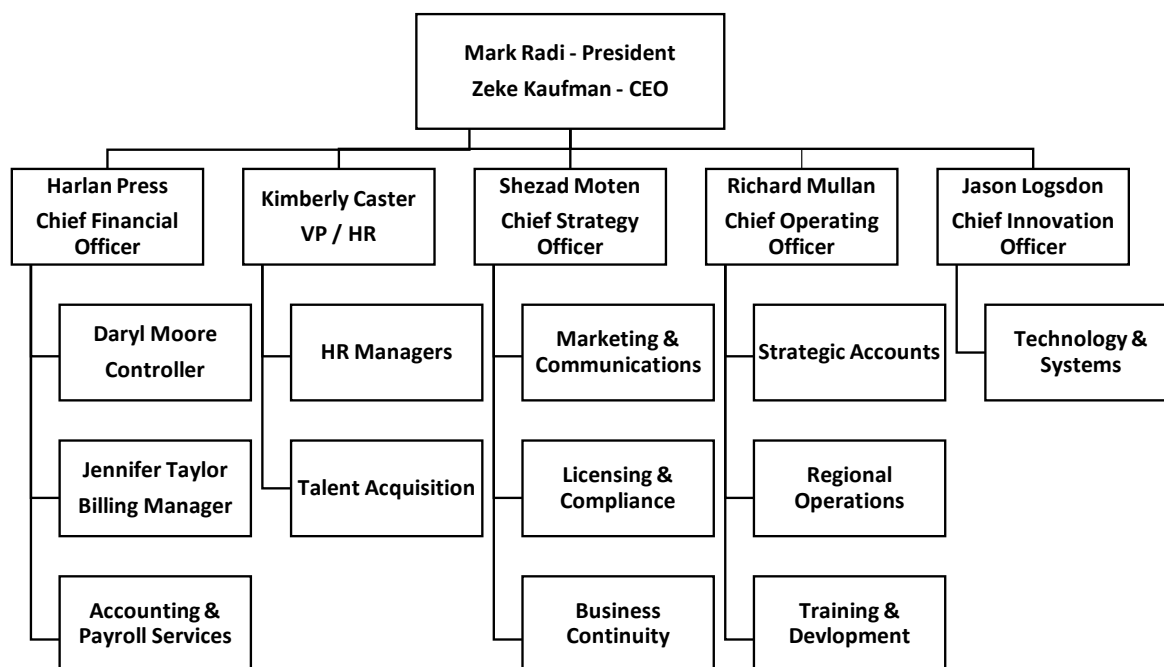 Mark Radi - President
Zeke Kaufman - CEO
Harlan Press
Chief Financial
Officer
Kimberly Caster
VP / HR
Shezad Moten
Chief Strategy
Officer
Richard Mullan
Chief Operating
Officer
Jason Logsdon
Chief Innovation
Officer
Daryl Moore
Controller
HR Managers
Marketing &
Communications
Strategic Accounts
Technology &
Systems
Jennifer Taylor
Billing Manager
Talent Acquisition
Licensing &
Compliance
Regional
Operations
Accounting &
Payroll Services
Business
Continuity
Training &
Devlopment